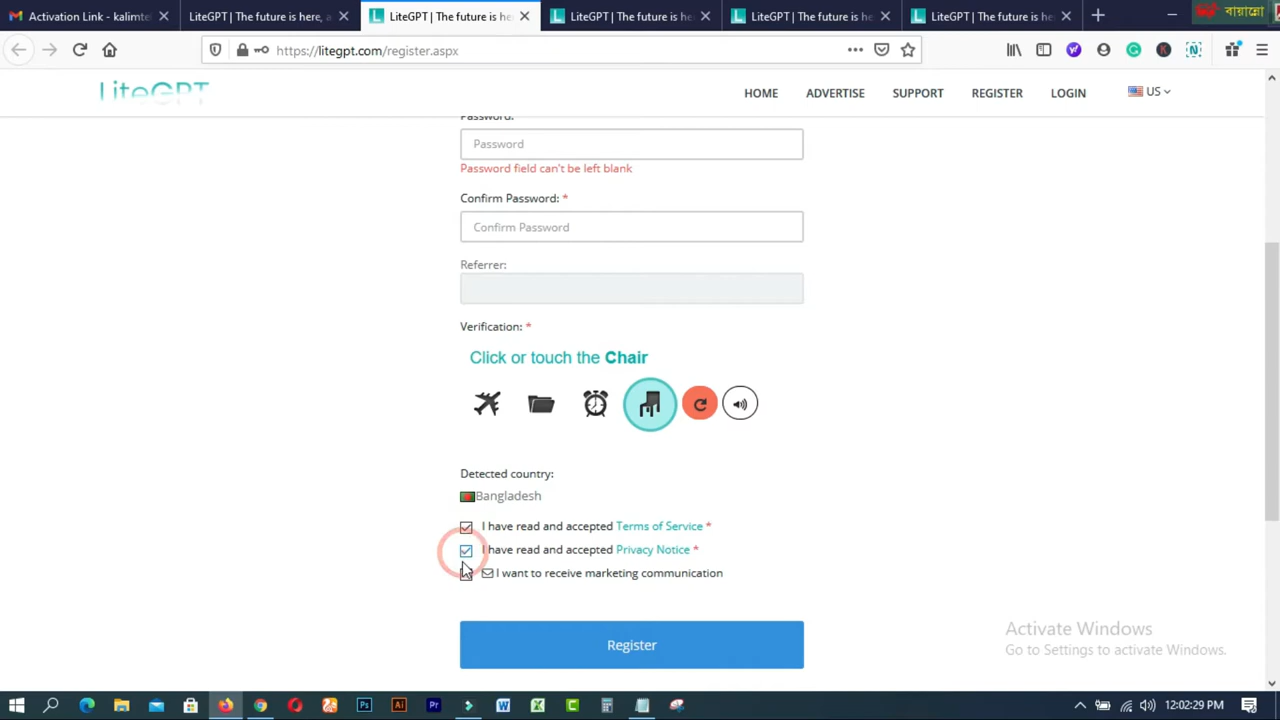 Activation Link - kalimtel
LiteGPT | The future is here, a
LiteGPT | The future is he
LiteGPT | The future is he
LiteGPT | The future is he
LiteGPT | The future is he
বায়ান্নো
https://litegpt.com/register.aspx
LiteGPT
HOME
ADVERTISE
SUPPORT
REGISTER
LOGIN
US
Password:
Password
Password field can't be left blank
Confirm Password: *
Confirm Password
Referrer:
Verification: *
Click or touch the Chair
Detected country:
Bangladesh
I have read and accepted Terms of Service *
I have read and accepted Privacy Notice *
I want to receive marketing communication
Register
Activate Windows
Go to Settings to activate Windows.
12:02:29 PM